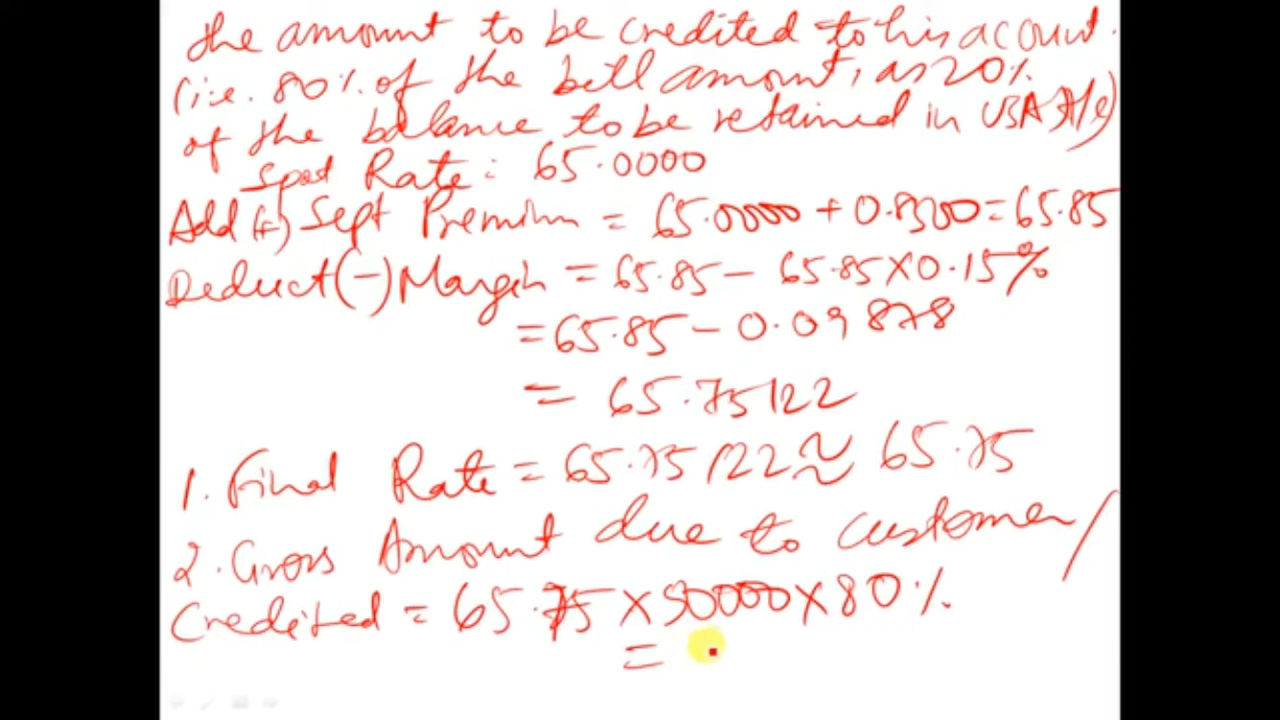 the amount to be credited to his account.
(i.e. 80% of the bill amount, as 20%
of the balance to be retained in USA A/c)
Spot Rate: 65.0000
Add (+) Sept Premium = 65.0000 + 0.8500 = 65.85
Deduct (-) Margin = 65.85 - 65.85 X 0.15%
= 65.85 - 0.09878
= 65.75122
1. Final Rate = 65.75122 ≈ 65.75
2. Gross Amount due to customer /
Credited = 65.75 X 50000 X 80%
=